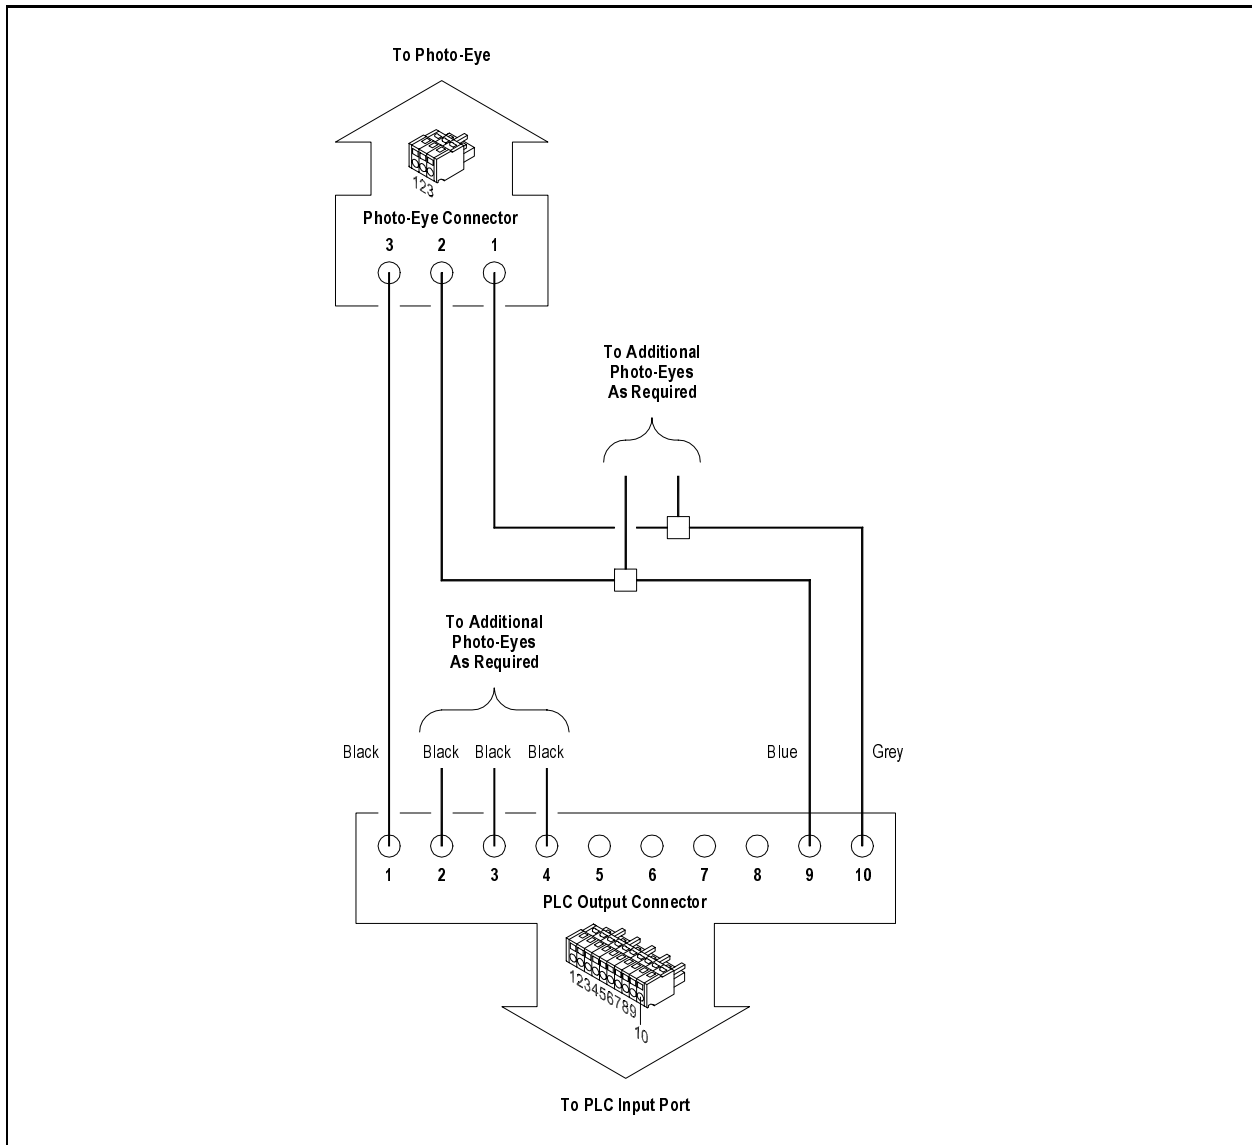 To Photo-Eye
123
Photo-Eye Connector
3 2 1
To Additional
Photo-Eyes
As Required
To Additional
Photo-Eyes
As Required
Black Black Black Black Blue Grey
1 2 3 4 5 6 7 8 9 10
PLC Output Connector
123456789
10
To PLC Input Port